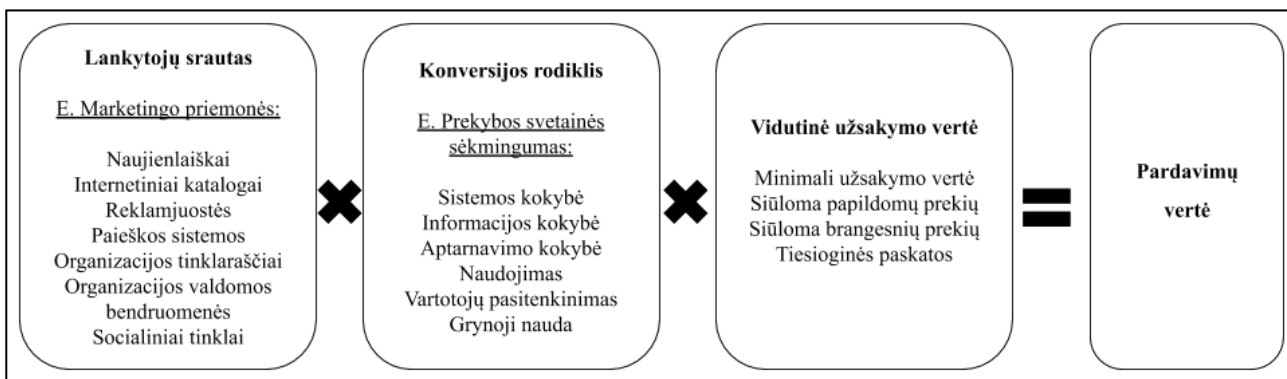 Lankytojų srautas
E. Marketingo priemonės:
Naujienlaiškai
Internetiniai katalogai
Reklamjuostės
Paieškos sistemos
Organizacijos tinklaraščiai
Organizacijos valdomos
bendruomenės
Socialiniai tinklai
Konversijos rodiklis
E. Prekybos svetainės
sėkmingumas:
Sistemos kokybė
Informacijos kokybė
Aptarnavimo kokybė
Naudojimas
Vartotojų pasitenkinimas
Grynoji nauda
Vidutinė užsakymo vertė
Minimali užsakymo vertė
Siūloma papildomų prekių
Siūloma brangesnių prekių
Tiesioginės paskatos
Pardavimų
vertė